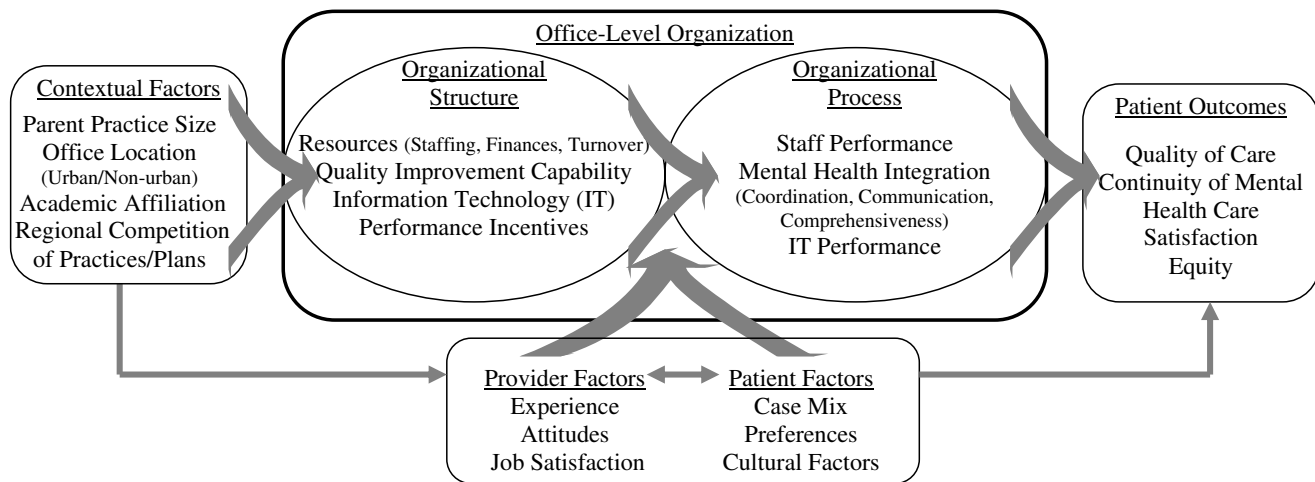 Office-Level Organization
Contextual Factors
Parent Practice Size
Office Location
(Urban/Non-urban)
Academic Affiliation
Regional Competition
of Practices/Plans
Organizational
Structure
Resources (Staffing, Finances, Turnover)
Quality Improvement Capability
Information Technology (IT)
Performance Incentives
Organizational
Process
Staff Performance
Mental Health Integration
(Coordination, Communication,
Comprehensiveness)
IT Performance
Patient Outcomes
Quality of Care
Continuity of Mental
Health Care
Satisfaction
Equity
Provider Factors
Experience
Attitudes
Job Satisfaction
Patient Factors
Case Mix
Preferences
Cultural Factors